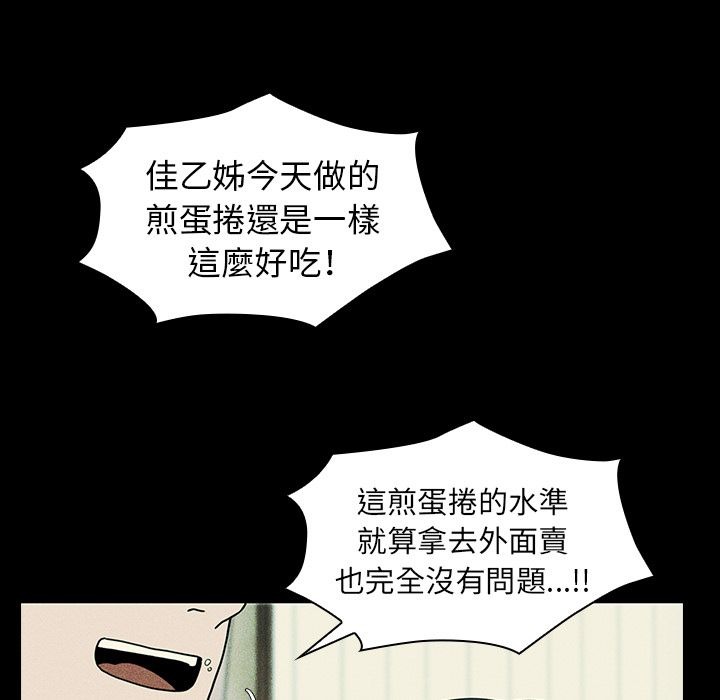 佳乙姊今天做的
煎蛋捲還是一樣
這麼好吃!
這煎蛋捲的水準
就算拿去外面賣
也完全沒有問題...!!